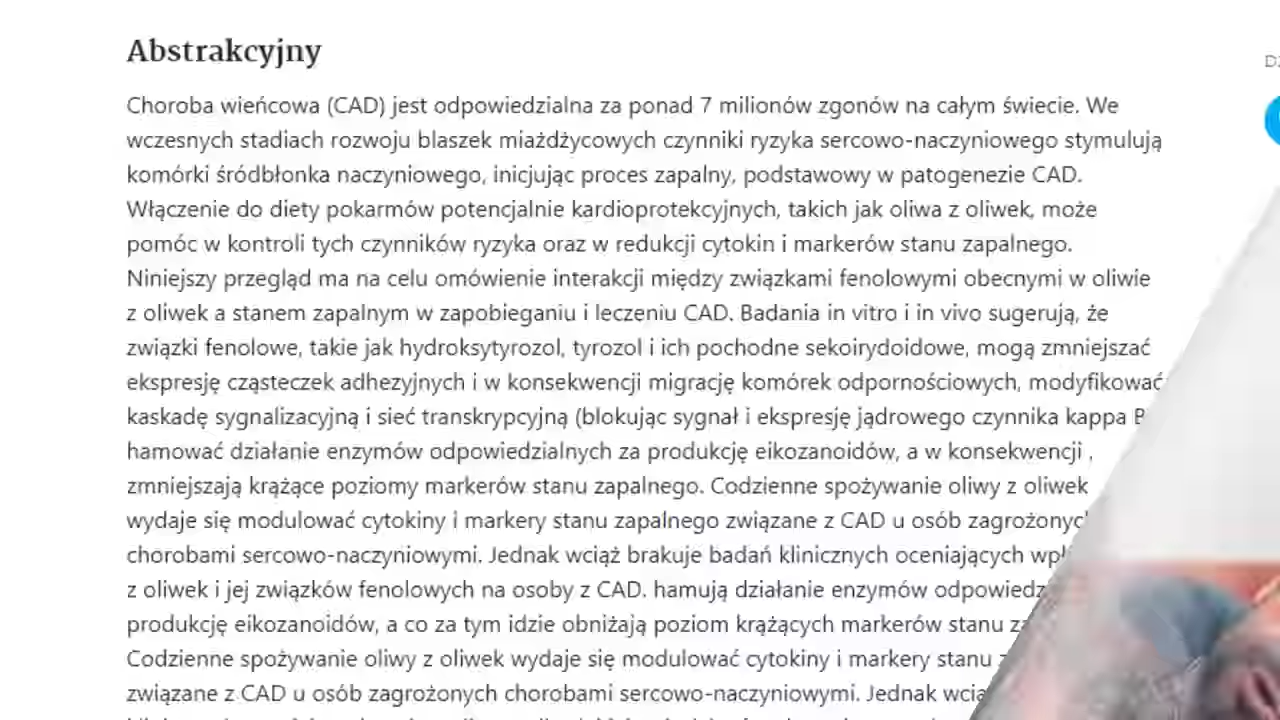 Abstrakcyjny
Choroba wieńcowa (CAD) jest odpowiedzialna za ponad 7 milionów zgonów na całym świecie. We
wczesnych stadiach rozwoju blaszek miażdżycowych czynniki ryzyka sercowo-naczyniowego stymulują
komórki śródbłonka naczyniowego, inicjując proces zapalny, podstawowy w patogenezie CAD.
Włączenie do diety pokarmów potencjalnie kardioprotekcyjnych, takich jak oliwa z oliwek, może
pomóc w kontroli tych czynników ryzyka oraz w redukcji cytokin i markerów stanu zapalnego.
Niniejszy przegląd ma na celu omówienie interakcji między związkami fenolowymi obecnymi w oliwie
z oliwek a stanem zapalnym w zapobieganiu i leczeniu CAD. Badania in vitro i in vivo sugerują, że
związki fenolowe, takie jak hydroksytyrozol, tyrozol i ich pochodne sekoirydoidowe, mogą zmniejszać
ekspresję cząsteczek adhezyjnych i w konsekwencji migrację komórek odpornościowych, modyfikować
kaskadę sygnalizacyjną i sieć transkrypcyjną (blokując sygnał i ekspresję jądrowego czynnika kappa B
hamować działanie enzymów odpowiedzialnych za produkcję eikozanoidów, a w konsekwencji ,
zmniejszają krążące poziomy markerów stanu zapalnego. Codzienne spożywanie oliwy z oliwek
wydaje się modulować cytokiny i markery stanu zapalnego związane z CAD u osób
chorobami sercowo-naczyniowymi. Jednak wciąż brakuje badań klinicznych oceniających
z oliwek i jej związków fenolowych na osoby z CAD. hamują działanie enzymów
produkcję eikozanoidów, a co za tym idzie obniżają poziom krążących markerów stanu
Codzienne spożywanie oliwy z oliwek wydaje się modulować cytokiny i markery stanu
związane z CAD u osób zagrożonych chorobami sercowo-naczyniowymi. Jednak